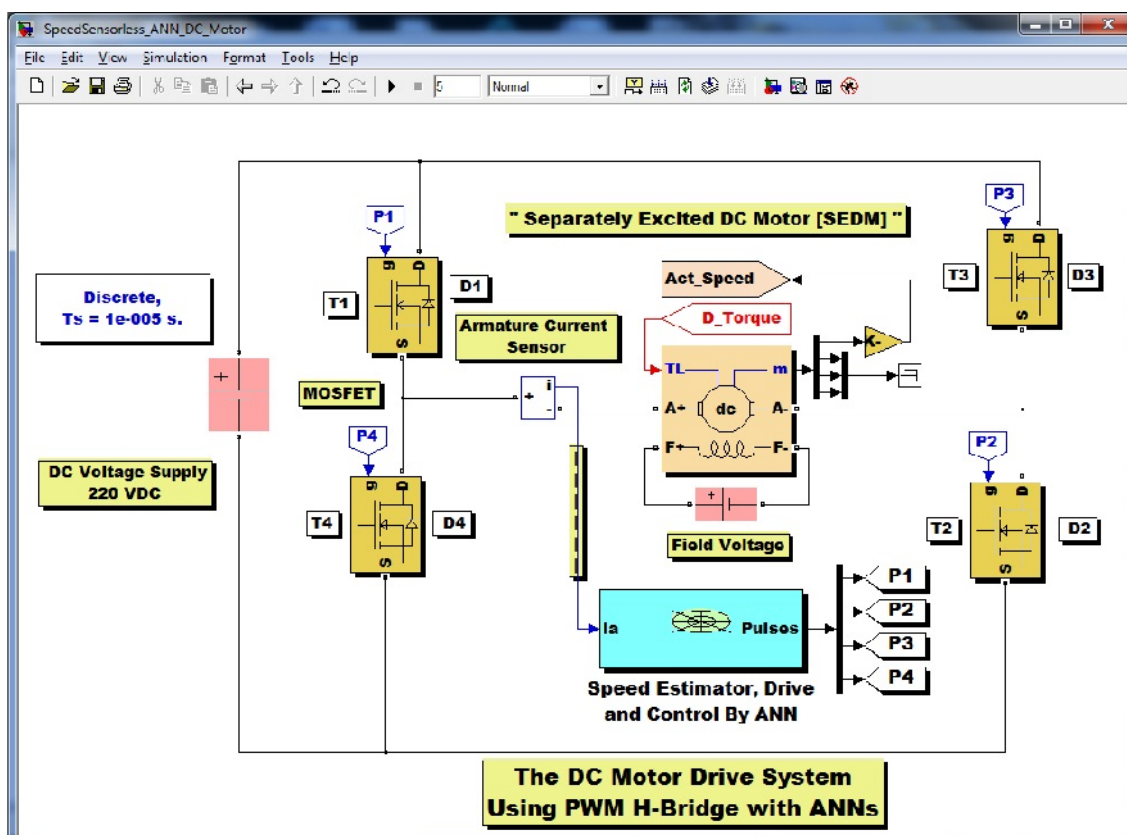 SpeedSensorless_ANN_DC_Motor
File Edit View Simulation Format Tools Help
5 Normal
P1
P3
" Separately Excited DC Motor [SEDM] "
g D
g D
T1
D1
T3
D3
S
S
Discrete,
Ts = 1e-005 s.
Act_Speed
D_Torque
Armature Current
Sensor
K-
TL
m
i
+
-
MOSFET
A+
dc
A-
P4
P2
F+
F-
DC Voltage Supply
220 VDC
g D
g D
T4
D4
T2
D2
S
S
Field Voltage
P1
P2
P3
P4
Ia
Pulsos
Speed Estimator, Drive
and Control By ANN
The DC Motor Drive System
Using PWM H-Bridge with ANNs